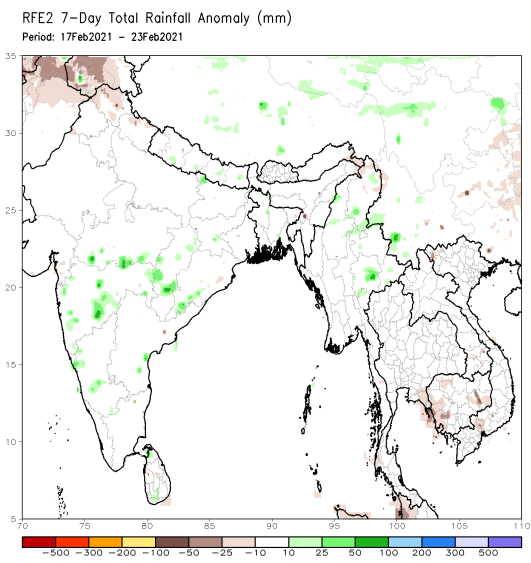 RFE2 7-Day Total Rainfall Anomaly (mm)
Period: 17Feb2021 - 23Feb2021
35
30
25
20
15
10
5
70 75 80 85 90 95 100 105 110
-500 -300 -200 -100 -50 -25 -10 10 25 50 100 200 300 500